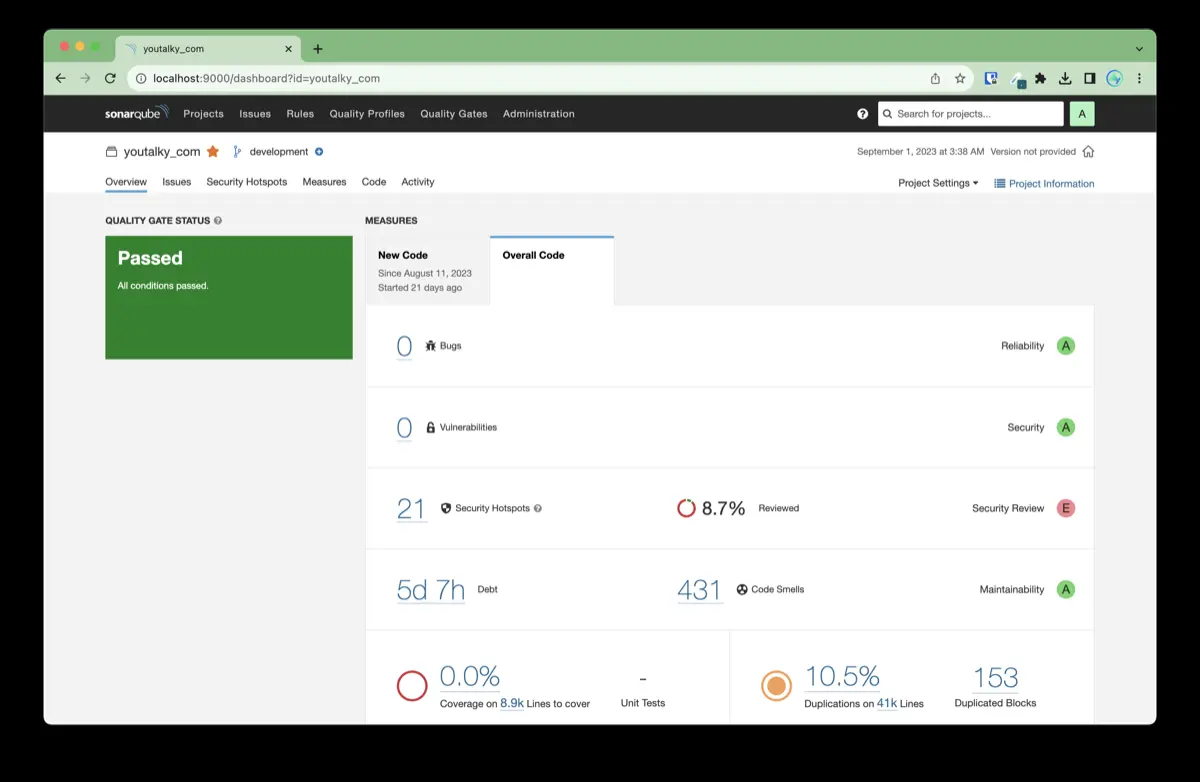 youtalky_com
localhost:9000/dashboard?id=youtalky_com
sonarqube Projects Issues Rules Quality Profiles Quality Gates Administration Search for projects... A
youtalky_com development September 1, 2023 at 3:38 AM Version not provided
Overview Issues Security Hotspots Measures Code Activity Project Settings Project Information
QUALITY GATE STATUS MEASURES
Passed
All conditions passed.
New Code
Since August 11, 2023
Started 21 days ago
Overall Code
0 Bugs Reliability A
0 Vulnerabilities Security A
21 Security Hotspots 8.7% Reviewed Security Review E
5d 7h Debt 431 Code Smells Maintainability A
0.0%
Coverage on 8.9k Lines to cover
-
Unit Tests
10.5%
Duplications on 41k Lines
153
Duplicated Blocks